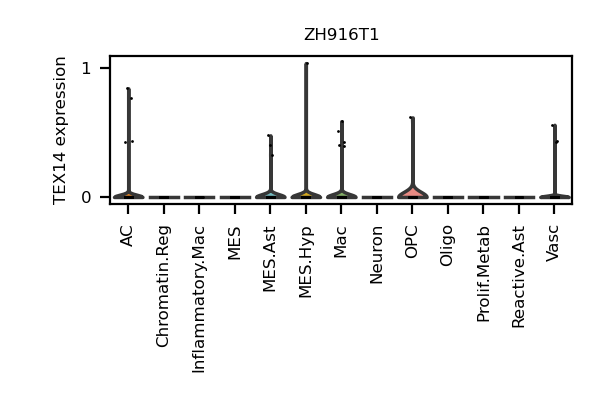 ZH916T1
TEX14 expression
1
0
AC
Chromatin.Reg
Inflammatory.Mac
MES
MES.Ast
MES.Hyp
Mac
Neuron
OPC
Oligo
Prolif.Metab
Reactive.Ast
Vasc